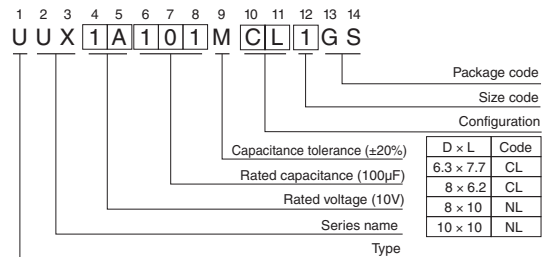 1 2 3 4 5 6 7 8 9 10 11 12 13 14
U U X 1 A 1 0 1 M C L 1 G S
Package code
Size code
Configuration
Capacitance tolerance (±20%)
Rated capacitance (100µF)
Rated voltage (10V)
Series name
Type
D × L Code
6.3 × 7.7 CL
8 × 6.2 CL
8 × 10 NL
10 × 10 NL